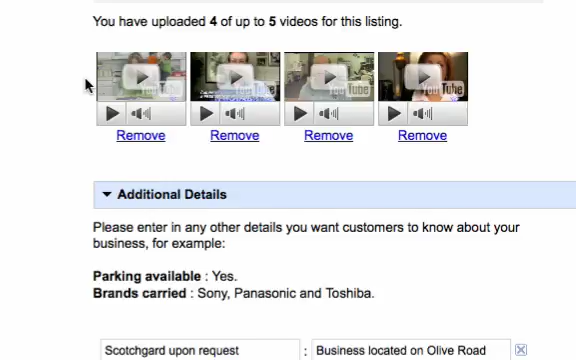 You have uploaded 4 of up to 5 videos for this listing.
YouTube YouTube YouTube YouTube
Remove Remove Remove Remove
Additional Details
Please enter in any other details you want customers to know about your
business, for example:
Parking available : Yes.
Brands carried : Sony, Panasonic and Toshiba.
Scotchgard upon request : Business located on Olive Road